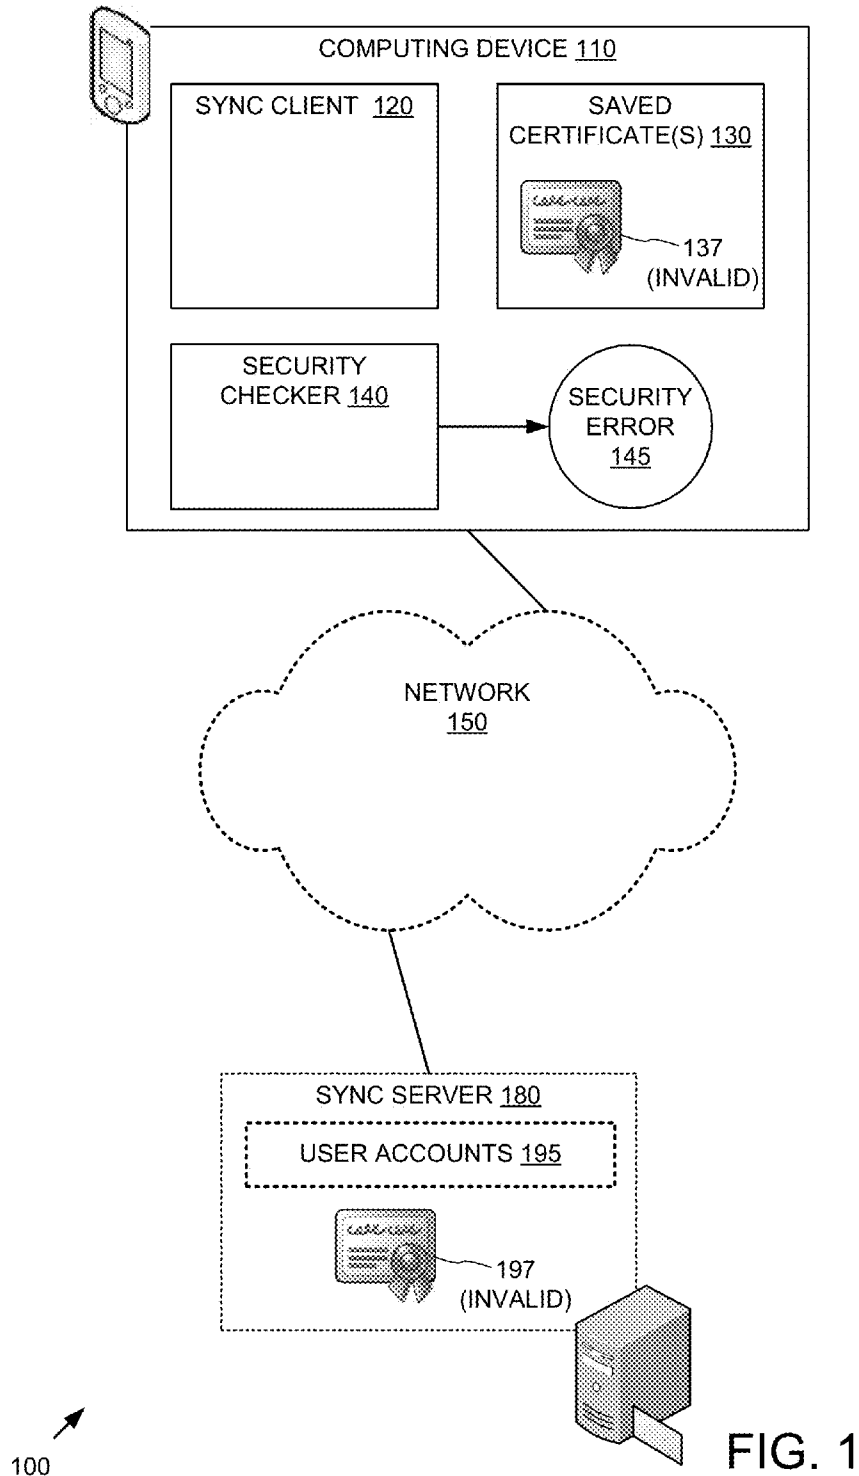 COMPUTING DEVICE 110
SYNC CLIENT 120
SAVED
CERTIFICATE(S) 130
137
(INVALID)
SECURITY
CHECKER 140
SECURITY
ERROR
145
NETWORK
150
SYNC SERVER 180
USER ACCOUNTS 195
197
(INVALID)
100
FIG. 1